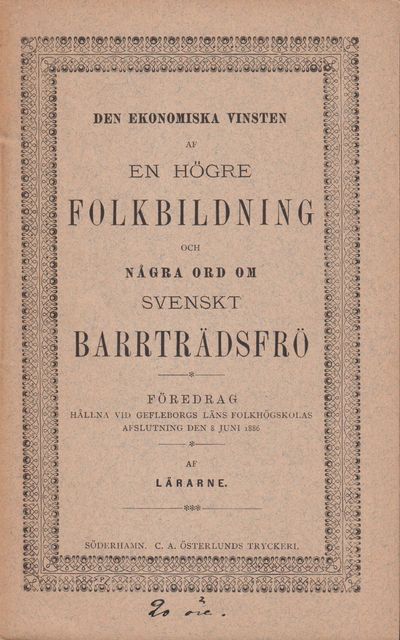 DEN EKONOMISKA VINSTEN
AF
EN HÖGRE
FOLKBILDNING
OCH
NÅGRA ORD OM
SVENSKT
BARRTRÄDSFRÖ
FÖREDRAG
HÅLLNA VID GEFLEBORGS LÄNS FOLKHÖGSKOLAS
AFSLUTNING DEN 8 JUNI 1886
AF
LÄRARNE.
SÖDERHAMN. C. A. ÖSTERLUNDS TRYCKERI.
20 öre.